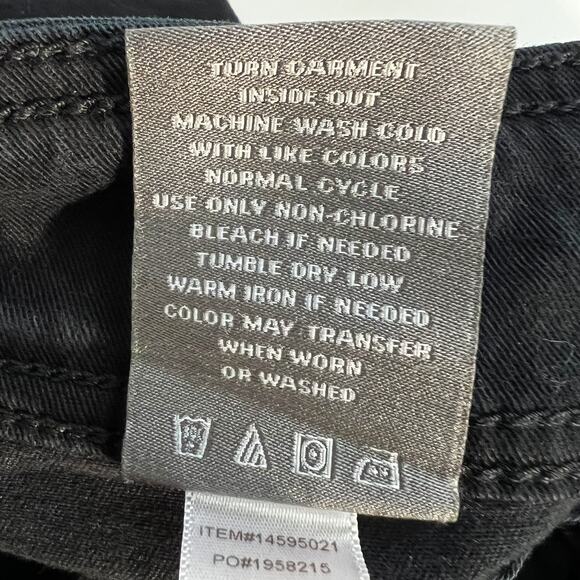 TURN GARMENT
INSIDE OUT
MACHINE WASH COLD
WITH LIKE COLORS
NORMAL CYCLE
USE ONLY NON-CHLORINE
BLEACH IF NEEDED
TUMBLE DRY LOW
WARM IRON IF NEEDED
COLOR MAY TRANSFER
WHEN WORN
OR WASHED
ITEM#14595021
PO#1958215